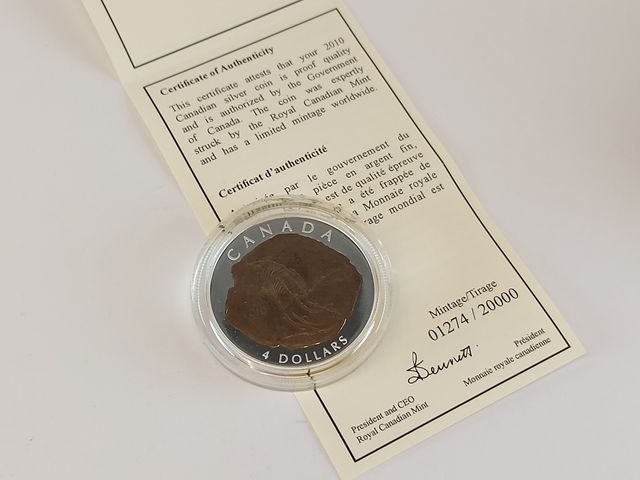 Certificate of Authenticity
This certificate attests that your 2010
Canadian silver coin is proof quality
and is authorized by the Government
of Canada. The coin was expertly
struck by the Royal Canadian Mint
and has a limited mintage worldwide.
Certificat d'authenticité
par le gouvernement du
pièce en argent fin,
est de qualité épreuve
a été frappée de
la Monnaie royale
mondial est
CANADA
4 DOLLARS
Mintage/Tirage
01274 / 20000
Bennett
President and CEO
Royal Canadian Mint
Président
Monnaie royale canadienne